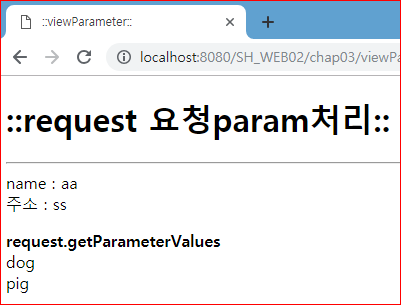 ::viewParameter::
localhost:8080/SH_WEB02/chap03/viewPa
::request 요청param처리::
name : aa
주소 : ss
request.getParameterValues
dog
pig